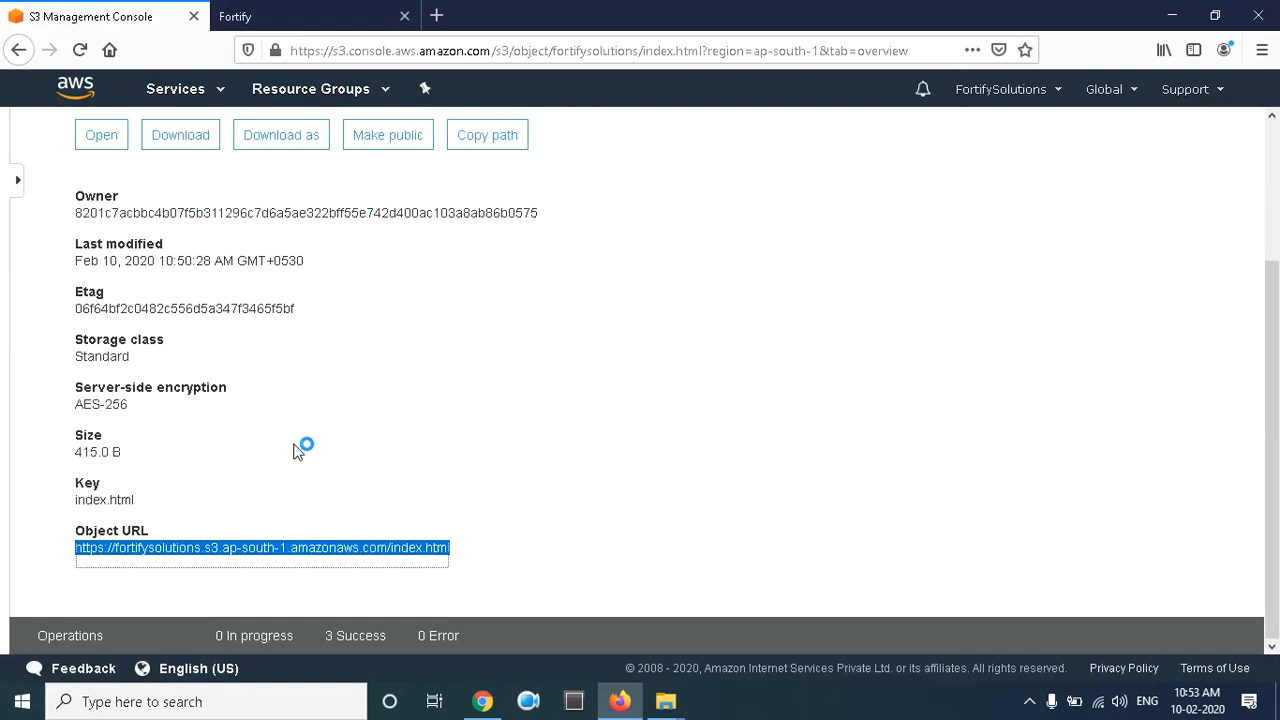 S3 Management Console
Fortify
https://s3.console.aws.amazon.com/s3/object/fortifysolutions/index.html?region=ap-south-1&tab=overview
aws
Services
Resource Groups
FortifySolutions
Global
Support
Open
Download
Download as
Make public
Copy path
Owner
8201c7acbbc4b07f5b311296c7d6a5ae322bff55e742d400ac103a8ab86b0575
Last modified
Feb 10, 2020 10:50:28 AM GMT+0530
Etag
06f64bf2c0482c556d5a347f3465f5bf
Storage class
Standard
Server-side encryption
AES-256
Size
415.0 B
Key
index.html
Object URL
https://fortifysolutions.s3.ap-south-1.amazonaws.com/index.html
Operations
0 In progress
3 Success
0 Error
Feedback
English (US)
© 2008 - 2020, Amazon Internet Services Private Ltd. or its affiliates. All rights reserved.
Privacy Policy
Terms of Use
Type here to search
ENG
10:53 AM
10-02-2020